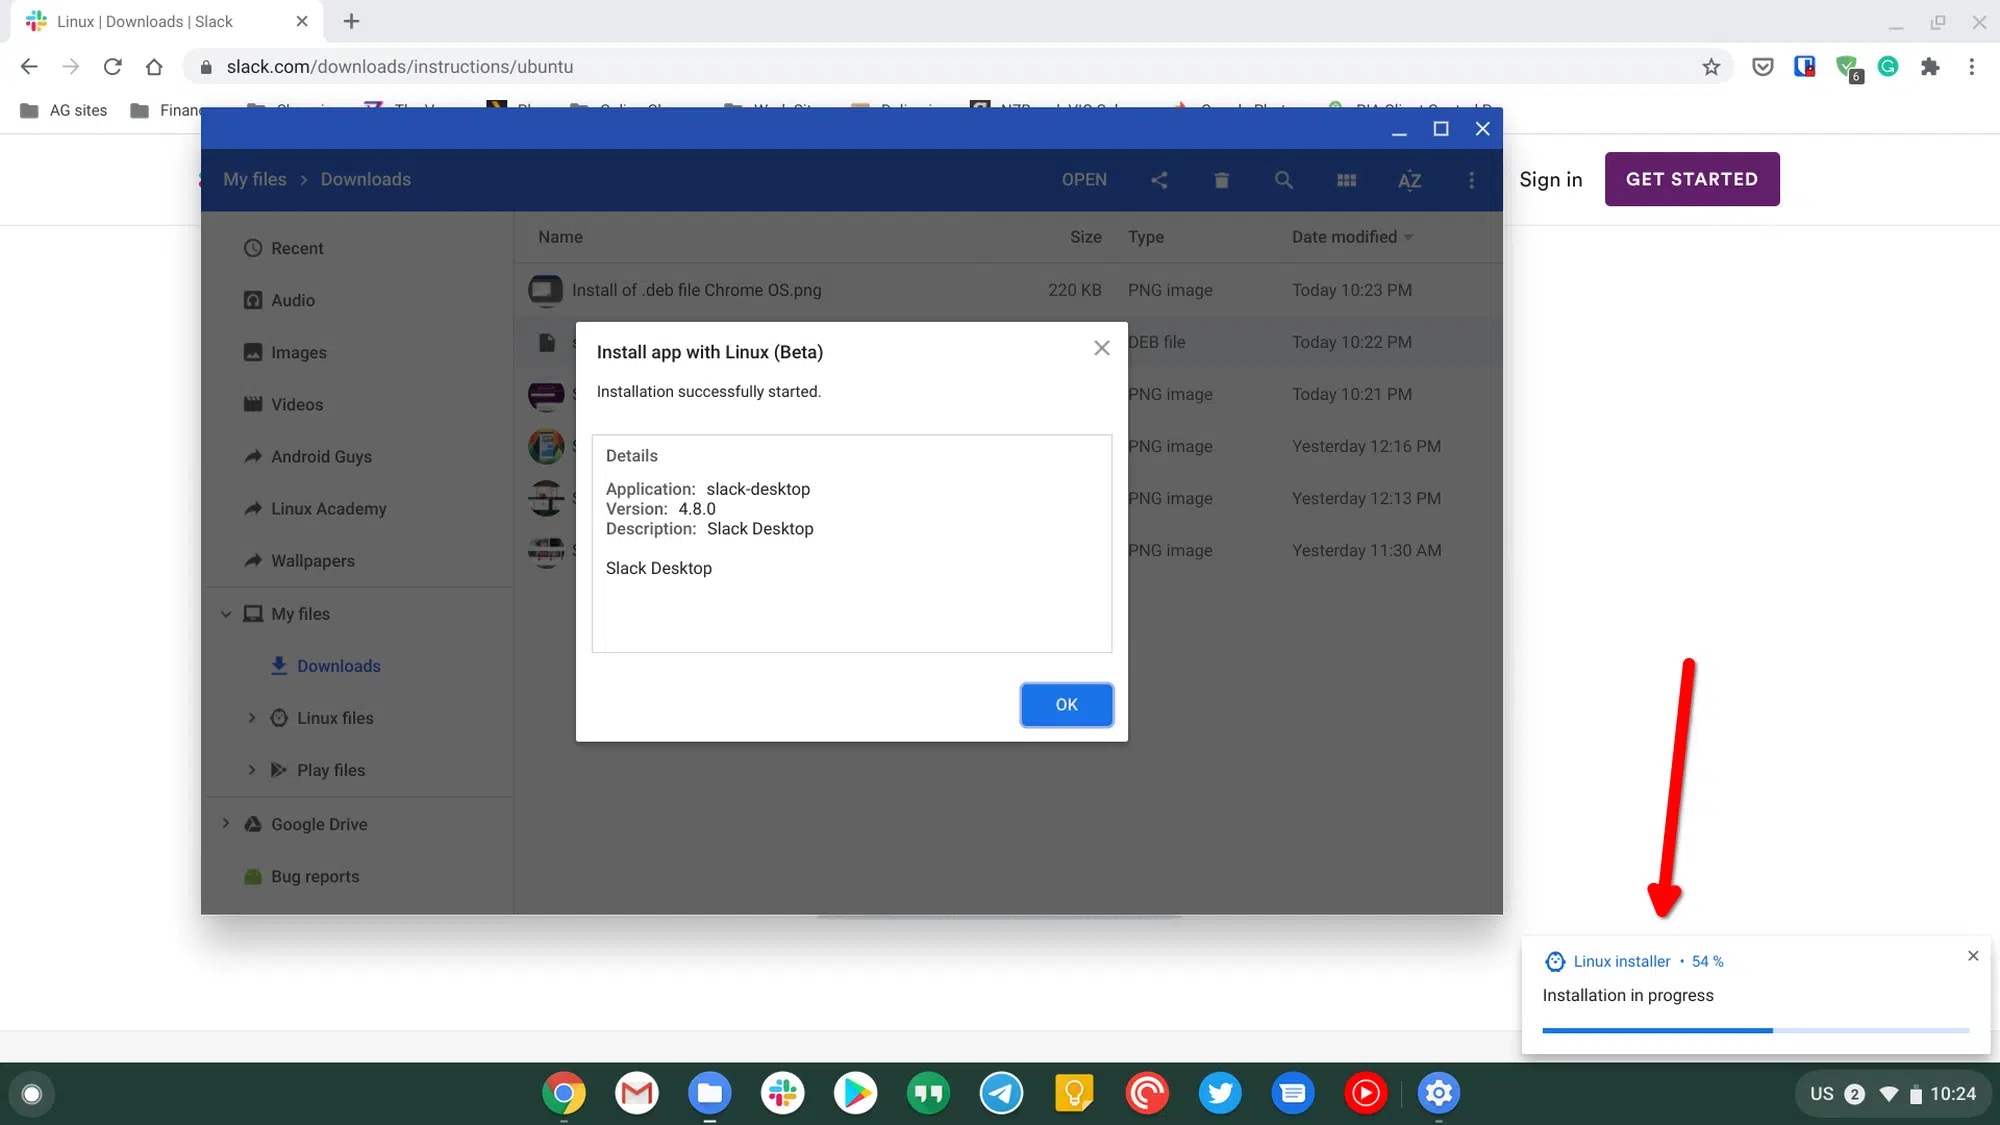 Linux | Downloads | Slack
slack.com/downloads/instructions/ubuntu
6
AG sites
My files > Downloads
OPEN
AZ
Sign in
GET STARTED
Name
Size
Type
Date modified
Recent
Audio
Images
Videos
Android Guys
Linux Academy
Wallpapers
My files
Downloads
Linux files
Play files
Google Drive
Bug reports
Install of .deb file Chrome OS.png
220 KB
PNG image
Today 10:23 PM
DEB file
Today 10:22 PM
PNG image
Today 10:21 PM
PNG image
Yesterday 12:16 PM
PNG image
Yesterday 12:13 PM
PNG image
Yesterday 11:30 AM
Install app with Linux (Beta)
Installation successfully started.
Details
Application: slack-desktop
Version: 4.8.0
Description: Slack Desktop
Slack Desktop
OK
Linux installer • 54 %
Installation in progress
US 2 10:24